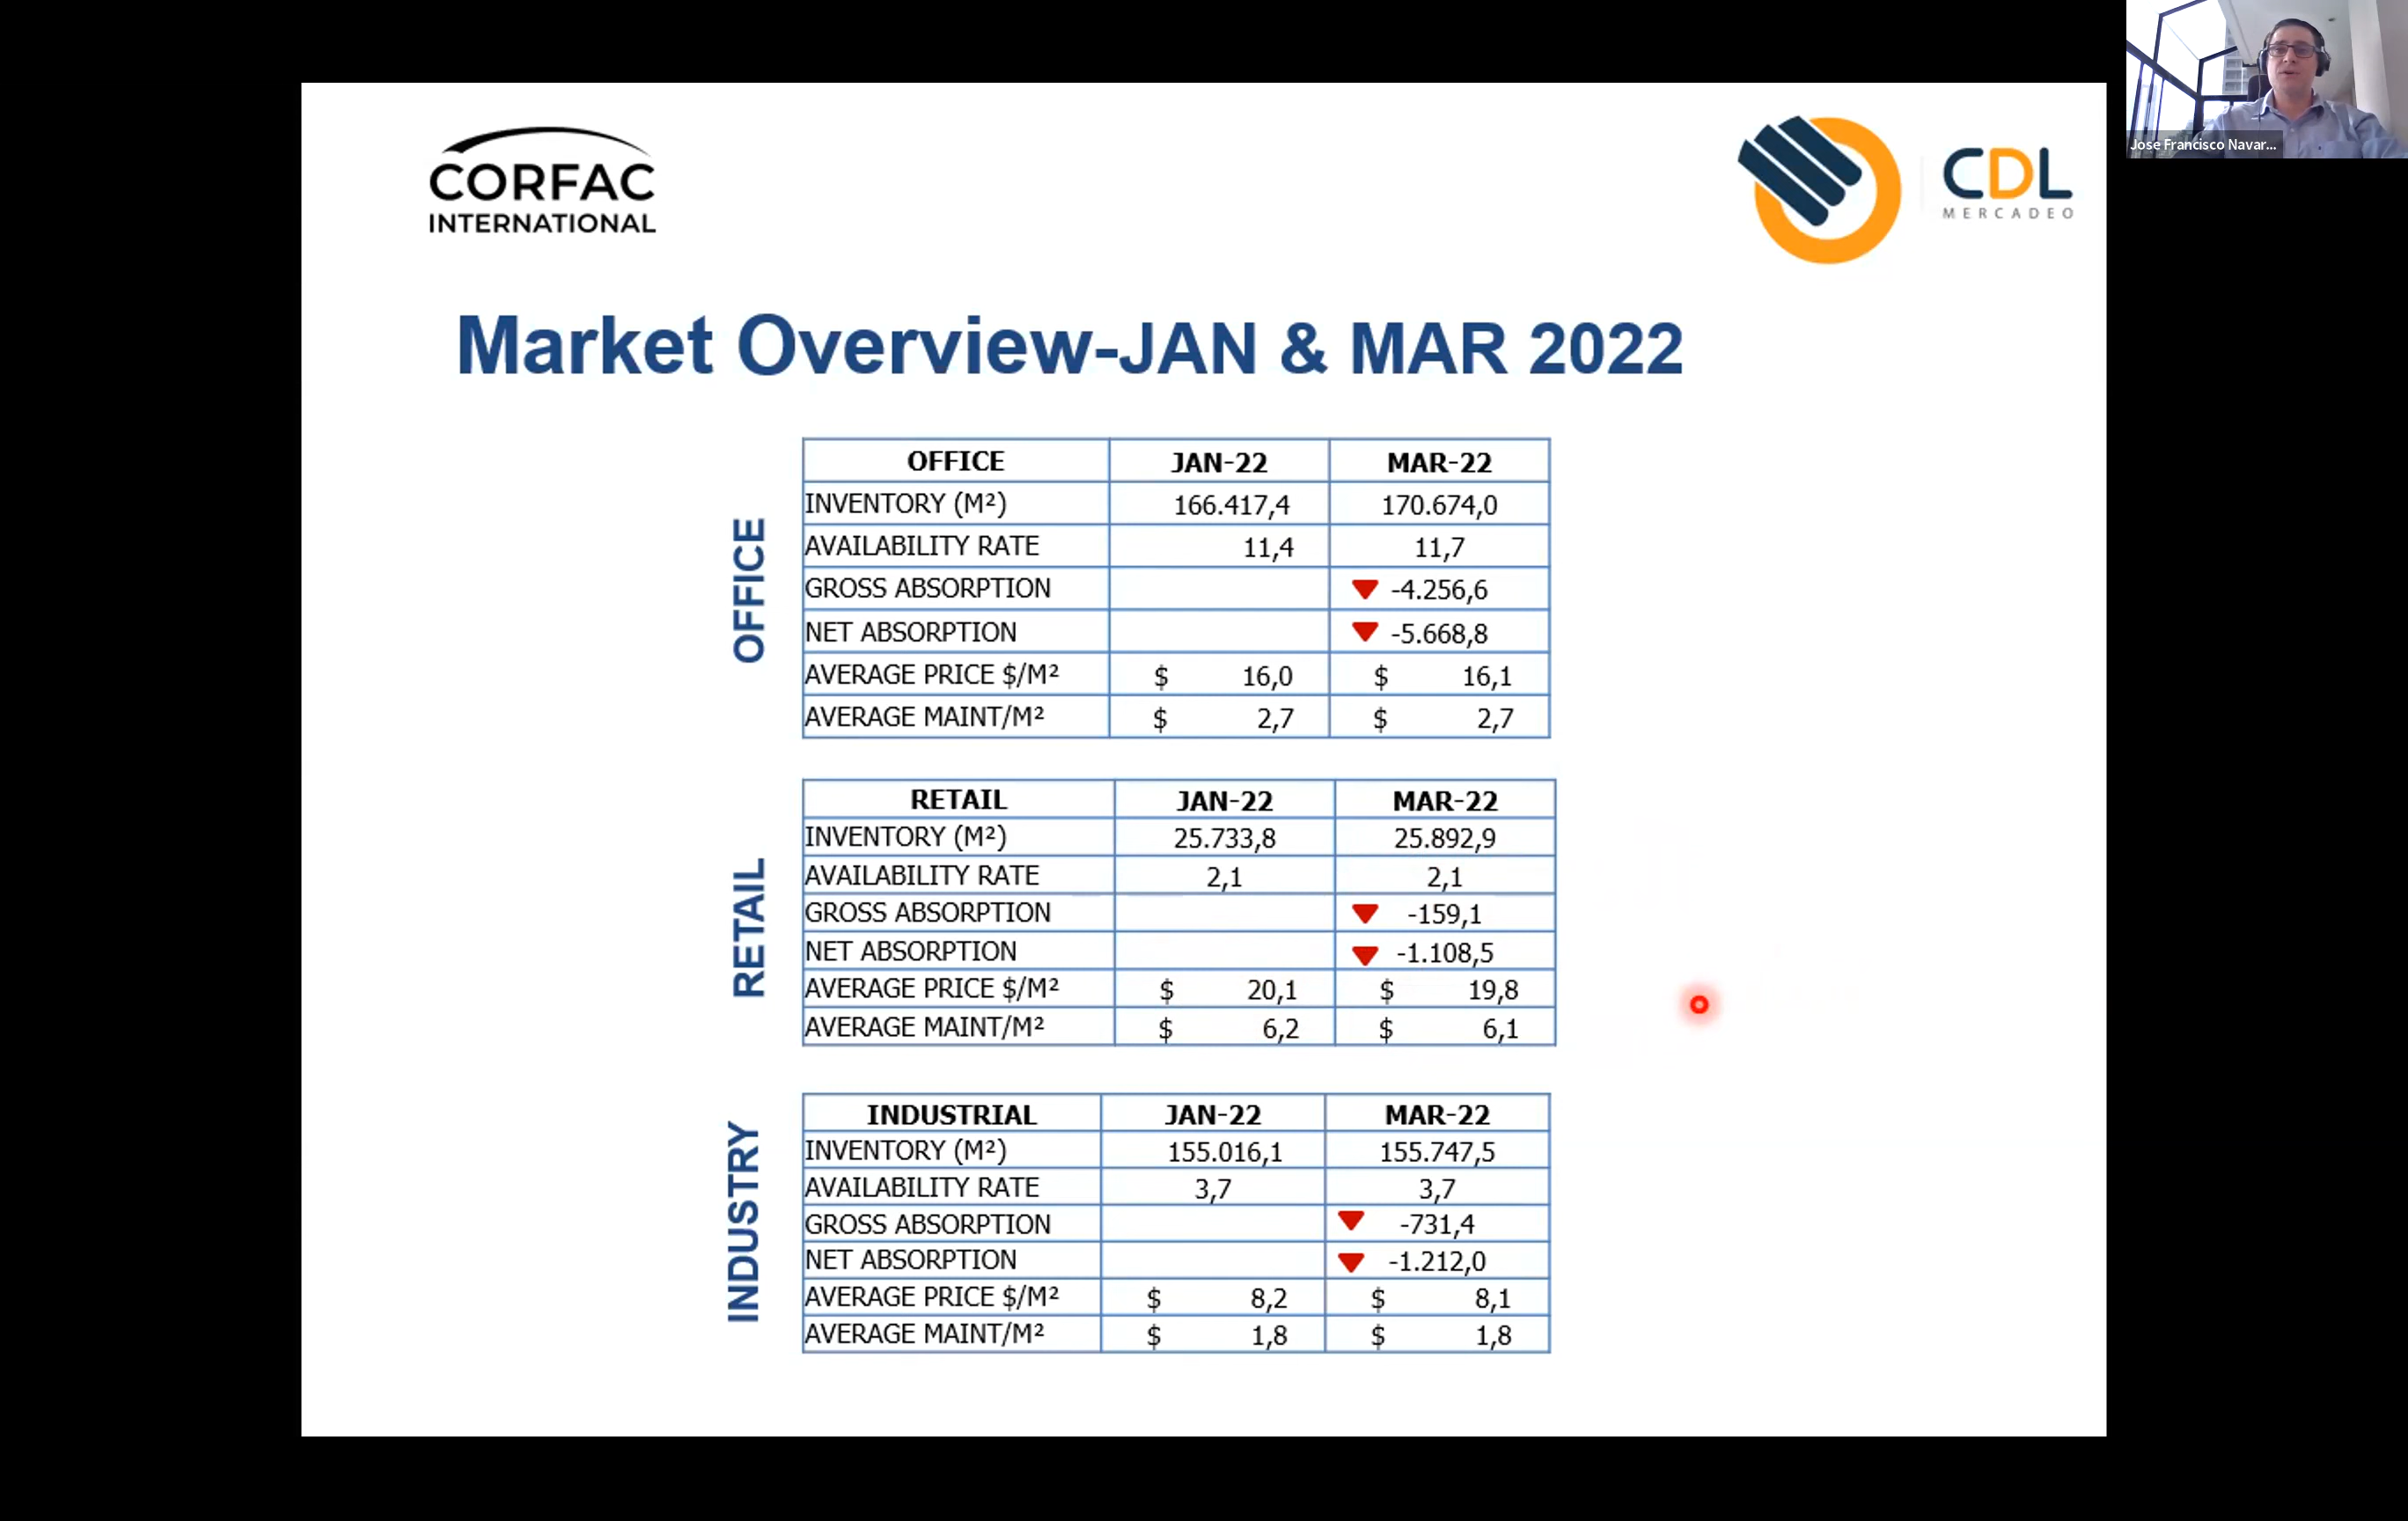 CORFAC
INTERNATIONAL
CDL
MERCADEO
Jose Francisco Navar...
Market Overview-JAN & MAR 2022
OFFICE
OFFICE JAN-22 MAR-22
INVENTORY (M²) 166.417,4 170.674,0
AVAILABILITY RATE 11,4 11,7
GROSS ABSORPTION -4.256,6
NET ABSORPTION -5.668,8
AVERAGE PRICE $/M² $ 16,0 $ 16,1
AVERAGE MAINT/M² $ 2,7 $ 2,7
RETAIL
RETAIL JAN-22 MAR-22
INVENTORY (M²) 25.733,8 25.892,9
AVAILABILITY RATE 2,1 2,1
GROSS ABSORPTION -159,1
NET ABSORPTION -1.108,5
AVERAGE PRICE $/M² $ 20,1 $ 19,8
AVERAGE MAINT/M² $ 6,2 $ 6,1
INDUSTRY
INDUSTRIAL JAN-22 MAR-22
INVENTORY (M²) 155.016,1 155.747,5
AVAILABILITY RATE 3,7 3,7
GROSS ABSORPTION -731,4
NET ABSORPTION -1.212,0
AVERAGE PRICE $/M² $ 8,2 $ 8,1
AVERAGE MAINT/M² $ 1,8 $ 1,8